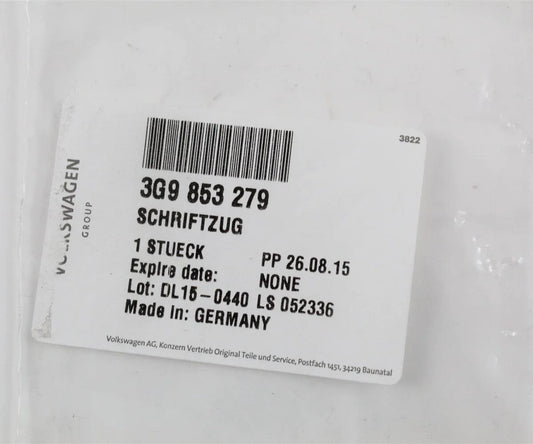 3822
VOLKSWAGEN
GROUP
3G9 853 279
SCHRIFTZUG
1 STUECK PP 26.08.15
Expire date: NONE
Lot: DL15-0440 LS 052336
Made in: GERMANY
Volkswagen AG, Konzern Vertrieb Original Teile und Service, Postfach 1451, 34219 Baunatal